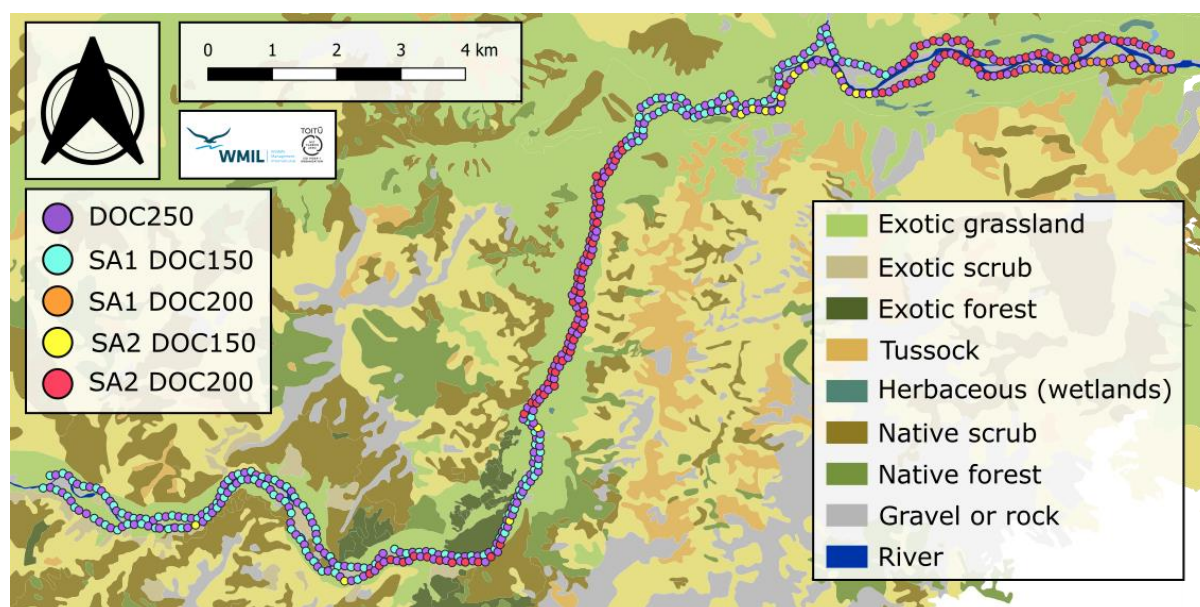 0 1 2 3 4 km
WMIL
TOITŪ
DOC250
SA1 DOC150
SA1 DOC200
SA2 DOC150
SA2 DOC200
Exotic grassland
Exotic scrub
Exotic forest
Tussock
Herbaceous (wetlands)
Native scrub
Native forest
Gravel or rock
River